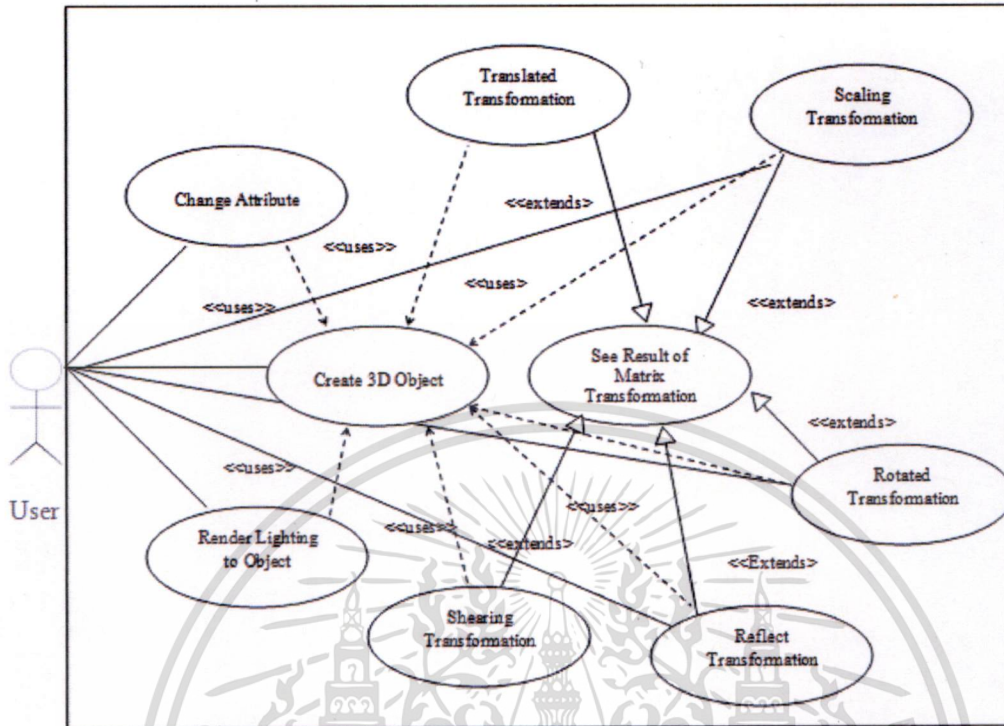 Translated
Transformation
Scaling
Transformation
Change Attribute
<<extends>>
<<uses>>
<<uses>>
<<uses>
<<extends>>
See Result of
Matrix
Transformation
Create 3D Object
<<extends>>
User
<<uses>>
Rotated
Transformation
<<uses>>
<<uses>>
Render Lighting
to Object
<<extends>>
<<Extends>
Shearing
Transformation
Reflect
Transformation